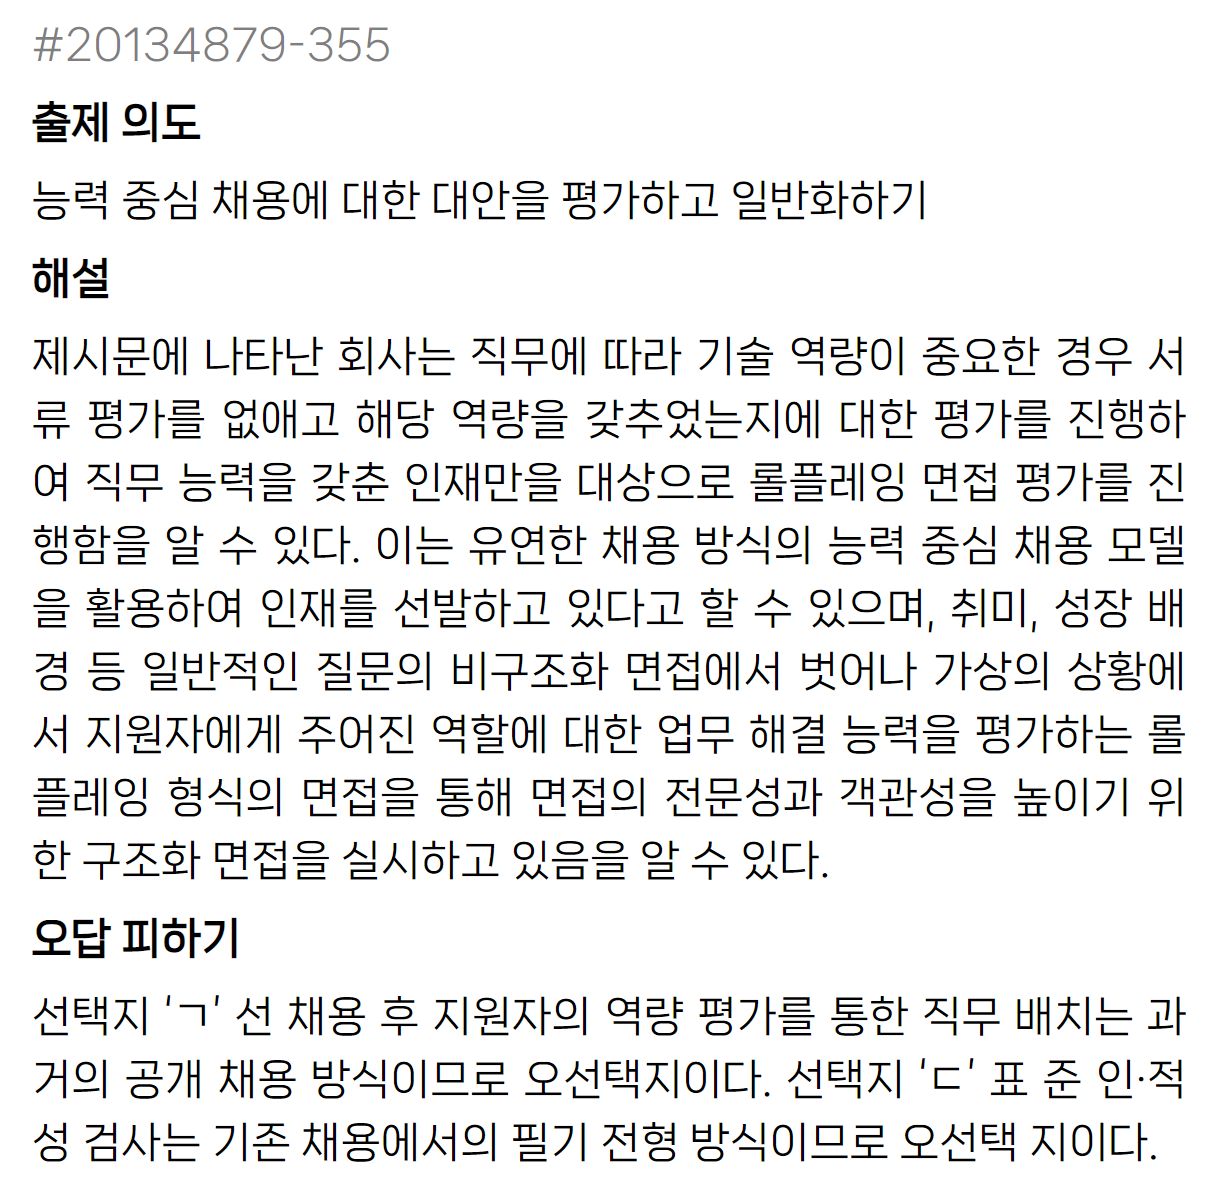 #20134879-355
출제 의도
능력 중심 채용에 대한 대안을 평가하고 일반화하기
해설
제시문에 나타난 회사는 직무에 따라 기술 역량이 중요한 경우 서
류 평가를 없애고 해당 역량을 갖추었는지에 대한 평가를 진행하
여 직무 능력을 갖춘 인재만을 대상으로 롤플레잉 면접 평가를 진
행함을 알 수 있다. 이는 유연한 채용 방식의 능력 중심 채용 모델
을 활용하여 인재를 선발하고 있다고 할 수 있으며, 취미, 성장 배
경 등 일반적인 질문의 비구조화 면접에서 벗어나 가상의 상황에
서 지원자에게 주어진 역할에 대한 업무 해결 능력을 평가하는 롤
플레잉 형식의 면접을 통해 면접의 전문성과 객관성을 높이기 위
한 구조화 면접을 실시하고 있음을 알 수 있다.
오답 피하기
선택지 'ㄱ' 선 채용 후 지원자의 역량 평가를 통한 직무 배치는 과
거의 공개 채용 방식이므로 오선택지이다. 선택지 'ㄷ' 표 준 인·적
성 검사는 기존 채용에서의 필기 전형 방식이므로 오선택 지이다.